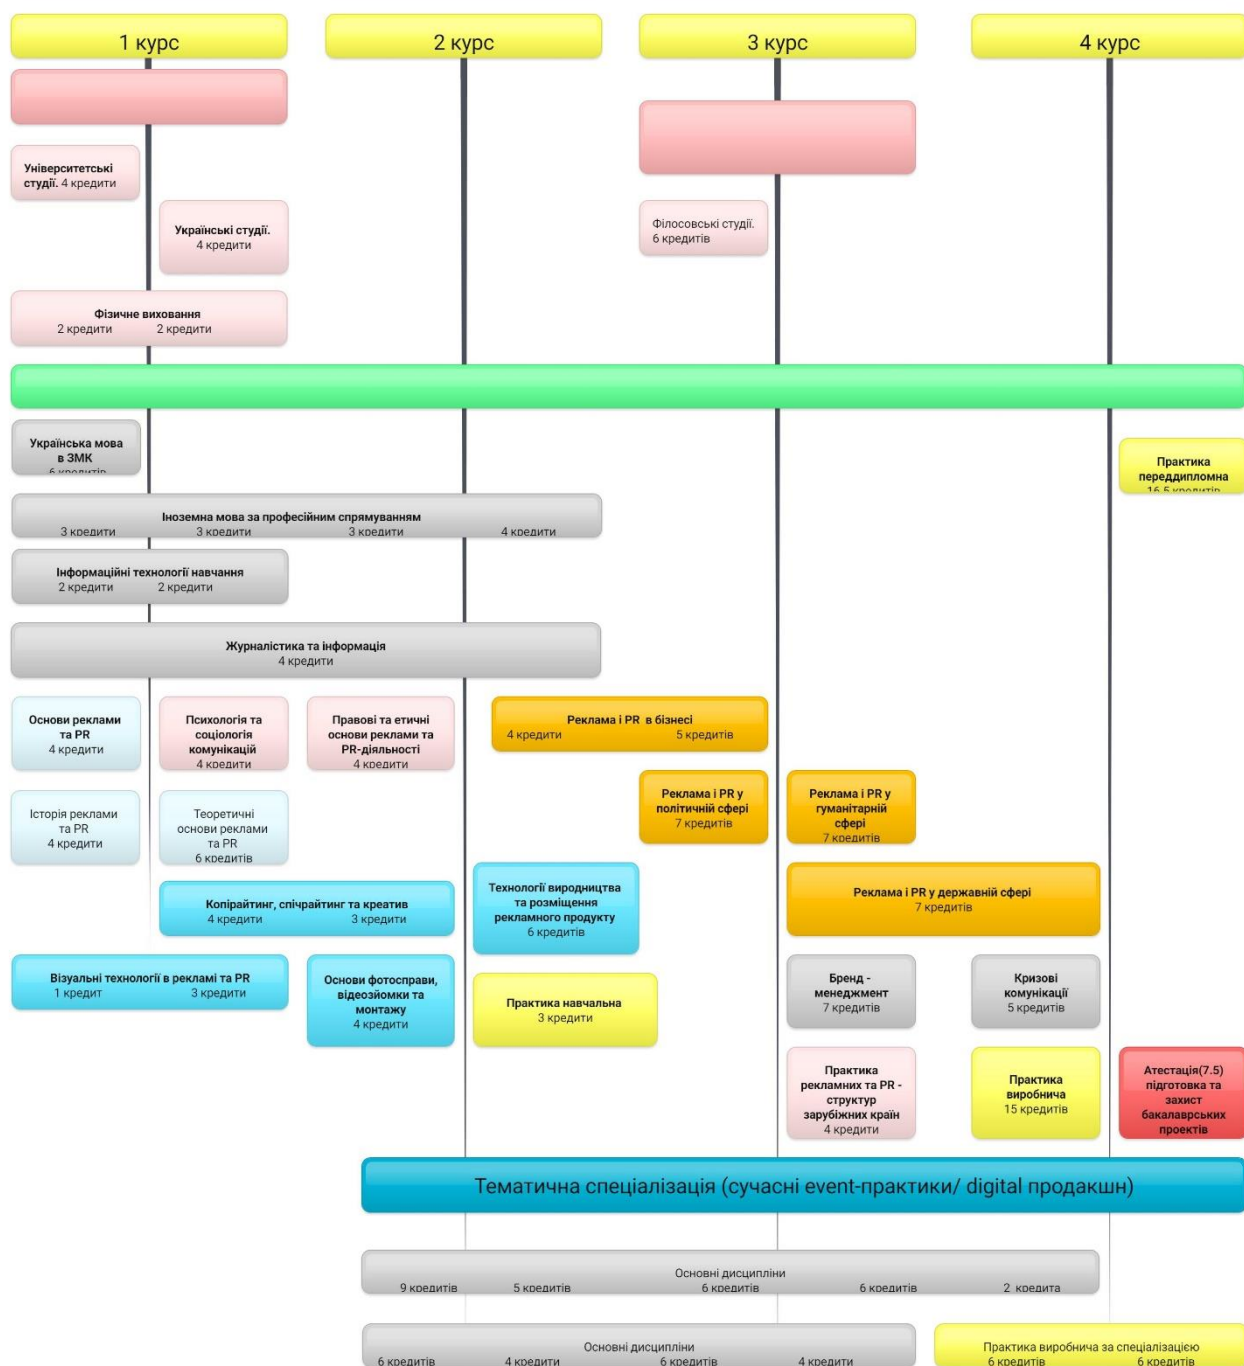 1 курс
2 курс
3 курс
4 курс
Університетські
студії. 4 кредити
Українські студії.
4 кредити
Філософські студії.
6 кредитів
Фізичне виховання
2 кредити 2 кредити
Українська мова
в ЗМК
6 кредитів
Практика
переддипломна
16.5 кредитів
Іноземна мова за професійним спрямуванням
3 кредити 3 кредити 3 кредити 4 кредити
Інформаційні технології навчання
2 кредити 2 кредити
Журналістика та інформація
4 кредити
Основи реклами
та PR
4 кредити
Психологія та
соціологія
комунікацій
4 кредити
Правові та етичні
основи реклами та
PR-діяльності
4 кредити
Реклама і PR в бізнесі
4 кредити 5 кредитів
Реклама і PR у
політичній сфері
7 кредитів
Реклама і PR у
гуманітарній
сфері
7 кредитів
Історія реклами
та PR
4 кредити
Теоретичні
основи реклами
та PR
6 кредитів
Копірайтинг, спічрайтинг та креатив
4 кредити 3 кредити
Технології виродництва
та розміщення
рекламного продукту
6 кредитів
Реклама і PR у державній сфері
7 кредитів
Візуальні технології в рекламі та PR
1 кредит 3 кредити
Основи фотосправи,
відеозйомки та
монтажу
4 кредити
Практика навчальна
3 кредити
Бренд -
менеджмент
7 кредитів
Кризові
комунікації
5 кредитів
Практика
рекламних та PR -
структур
зарубіжних країн
4 кредити
Практика
виробнича
15 кредитів
Атестація(7.5)
підготовка та
захист
бакалаврських
проектів
Тематична спеціалізація (сучасні event-практики/ digital продакшн)
Основні дисципліни
9 кредитів 5 кредитів 6 кредитів 6 кредитів 2 кредита
Основні дисципліни
6 кредитів 4 кредити 6 кредитів 4 кредити
Практика виробнича за спеціалізацією
6 кредитів 6 кредитів